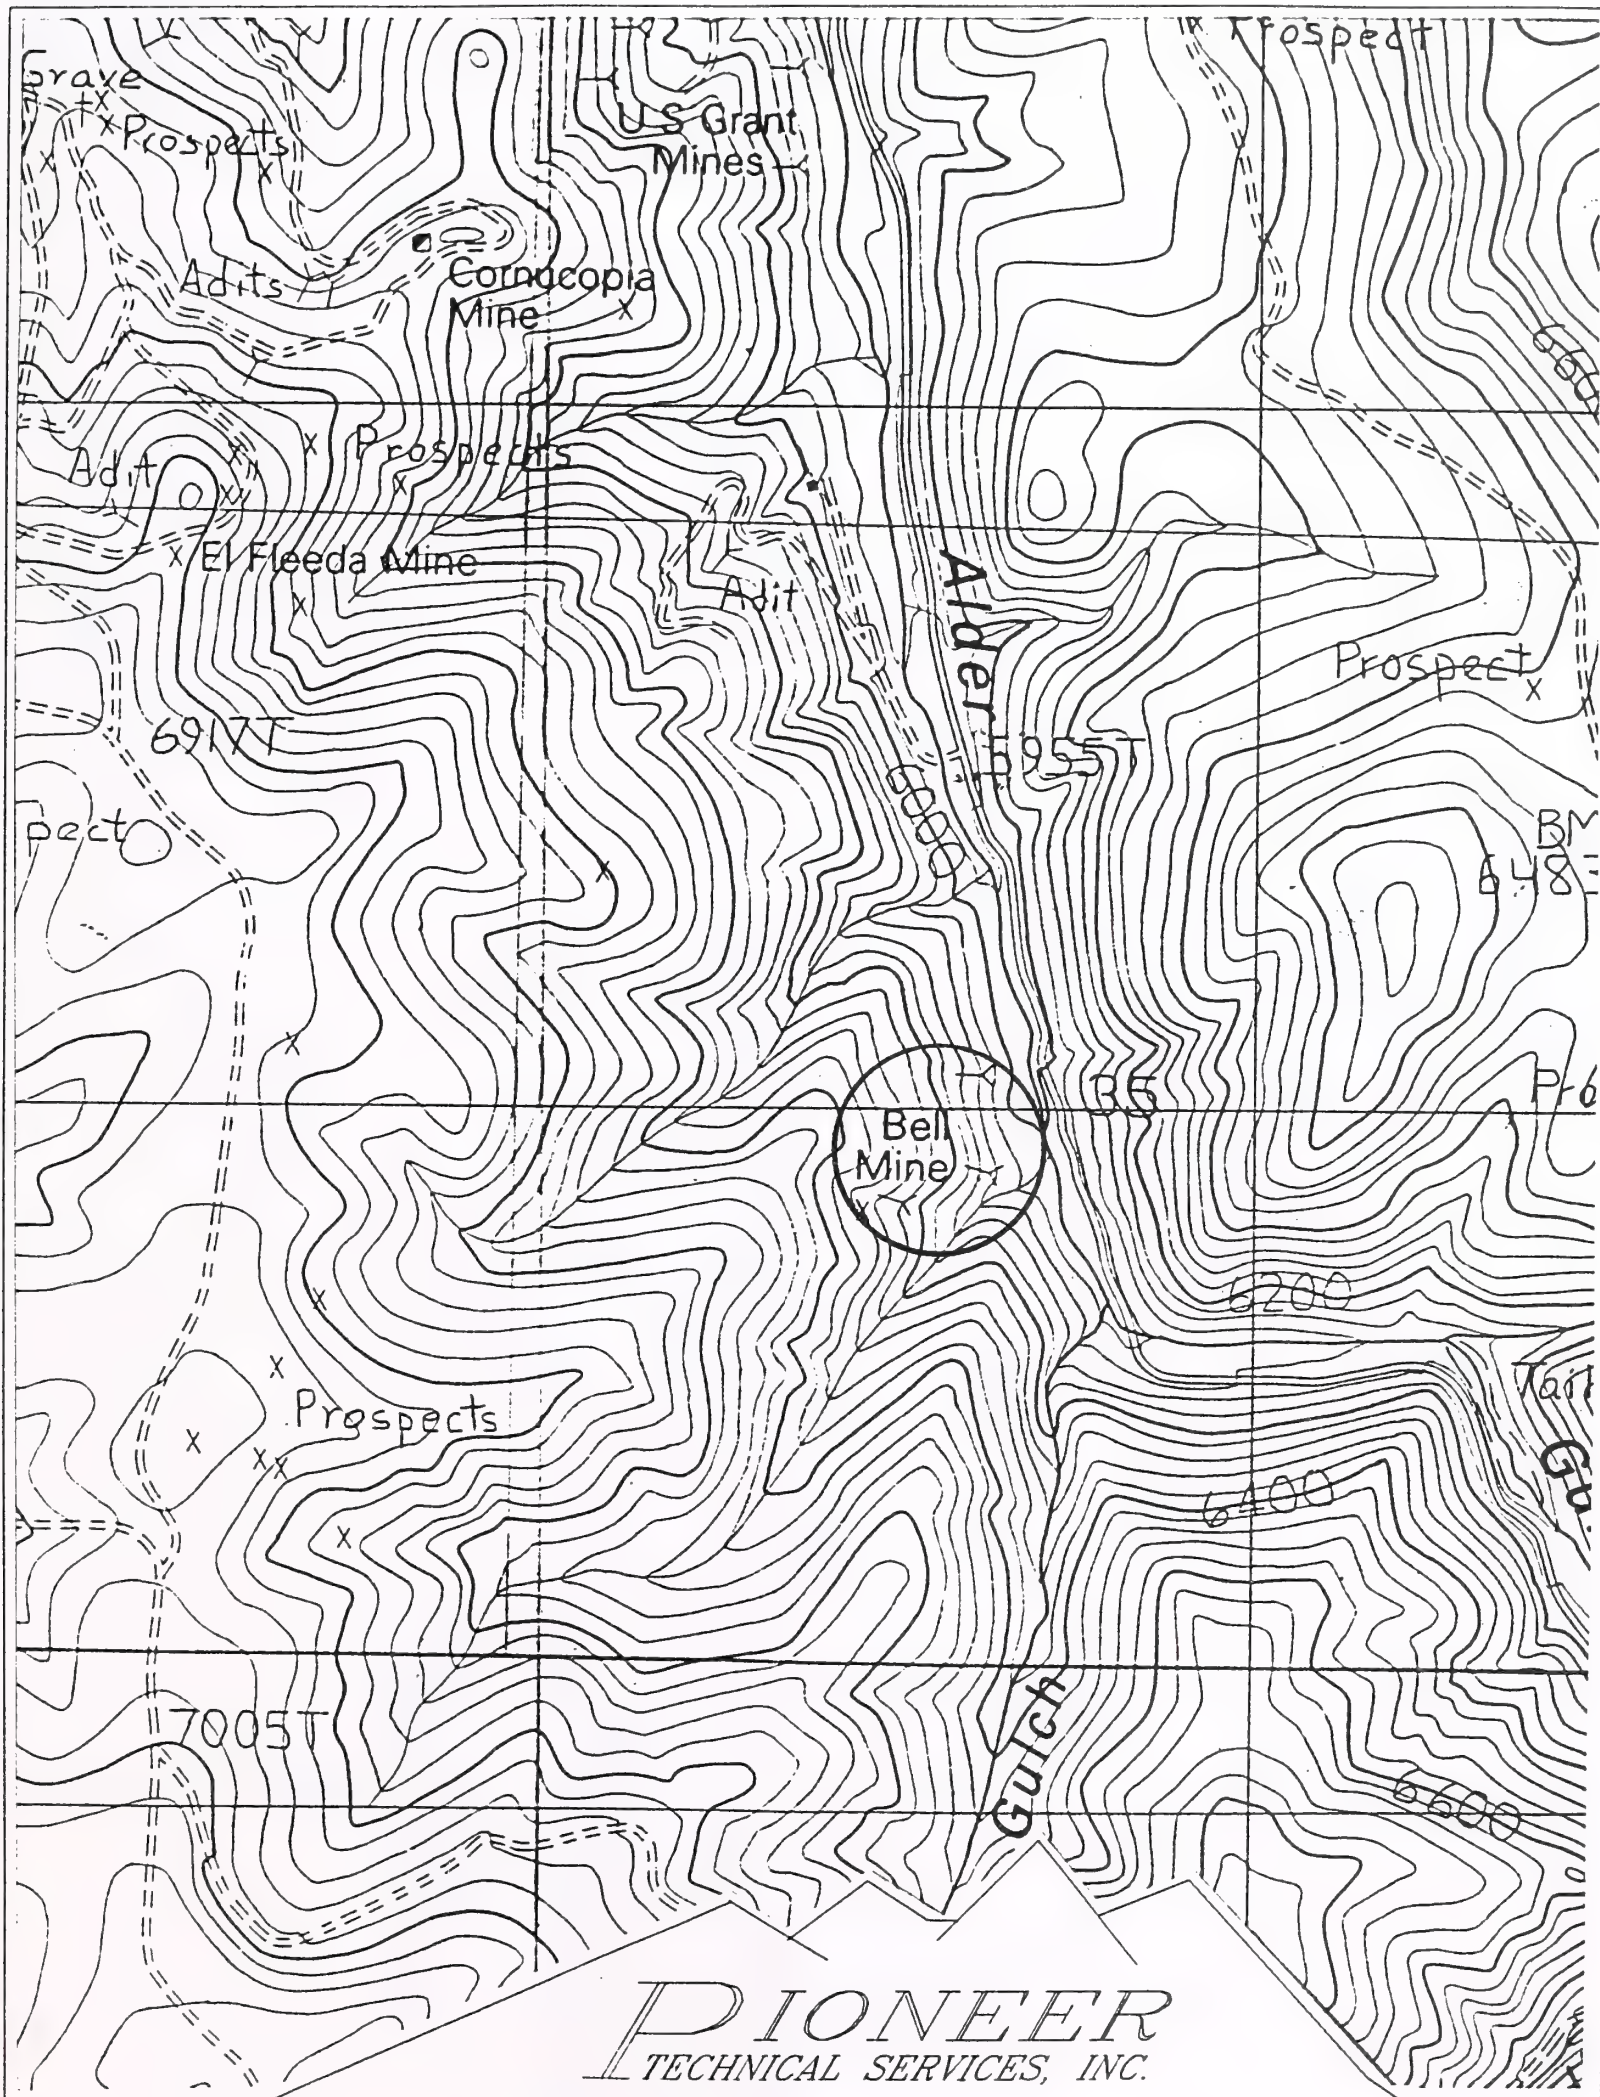 Grave
Prospect
Prospects
U S Grant
Mines
Adits
Cornucopia
Mine
Prospects
Adit
El Fleeda Mine
Adit
Alder
Prospect
6917T
5955T
6000
pect
BM
Bell
Mine
35
6200
Prospects
6400
7005T
Gulch
6600
PIONEER
TECHNICAL SERVICES, INC.